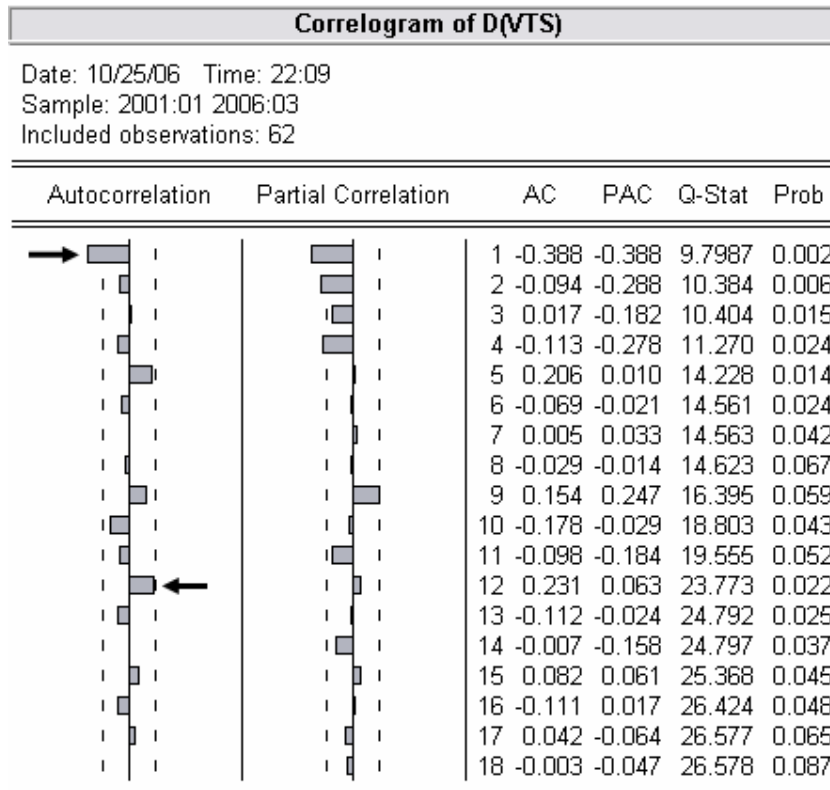 Correlogram of D(VTS)
Date: 10/25/06 Time: 22:09
Sample: 2001:01 2006:03
Included observations: 62
Autocorrelation Partial Correlation AC PAC Q-Stat Prob
1 -0.388 -0.388 9.7987 0.002
2 -0.094 -0.288 10.384 0.006
3 0.017 -0.182 10.404 0.015
4 -0.113 -0.278 11.270 0.024
5 0.206 0.010 14.228 0.014
6 -0.069 -0.021 14.561 0.024
7 0.005 0.033 14.563 0.042
8 -0.029 -0.014 14.623 0.067
9 0.154 0.247 16.395 0.059
10 -0.178 -0.029 18.803 0.043
11 -0.098 -0.184 19.555 0.052
12 0.231 0.063 23.773 0.022
13 -0.112 -0.024 24.792 0.025
14 -0.007 -0.158 24.797 0.037
15 0.082 0.061 25.368 0.045
16 -0.111 0.017 26.424 0.048
17 0.042 -0.064 26.577 0.065
18 -0.003 -0.047 26.578 0.087